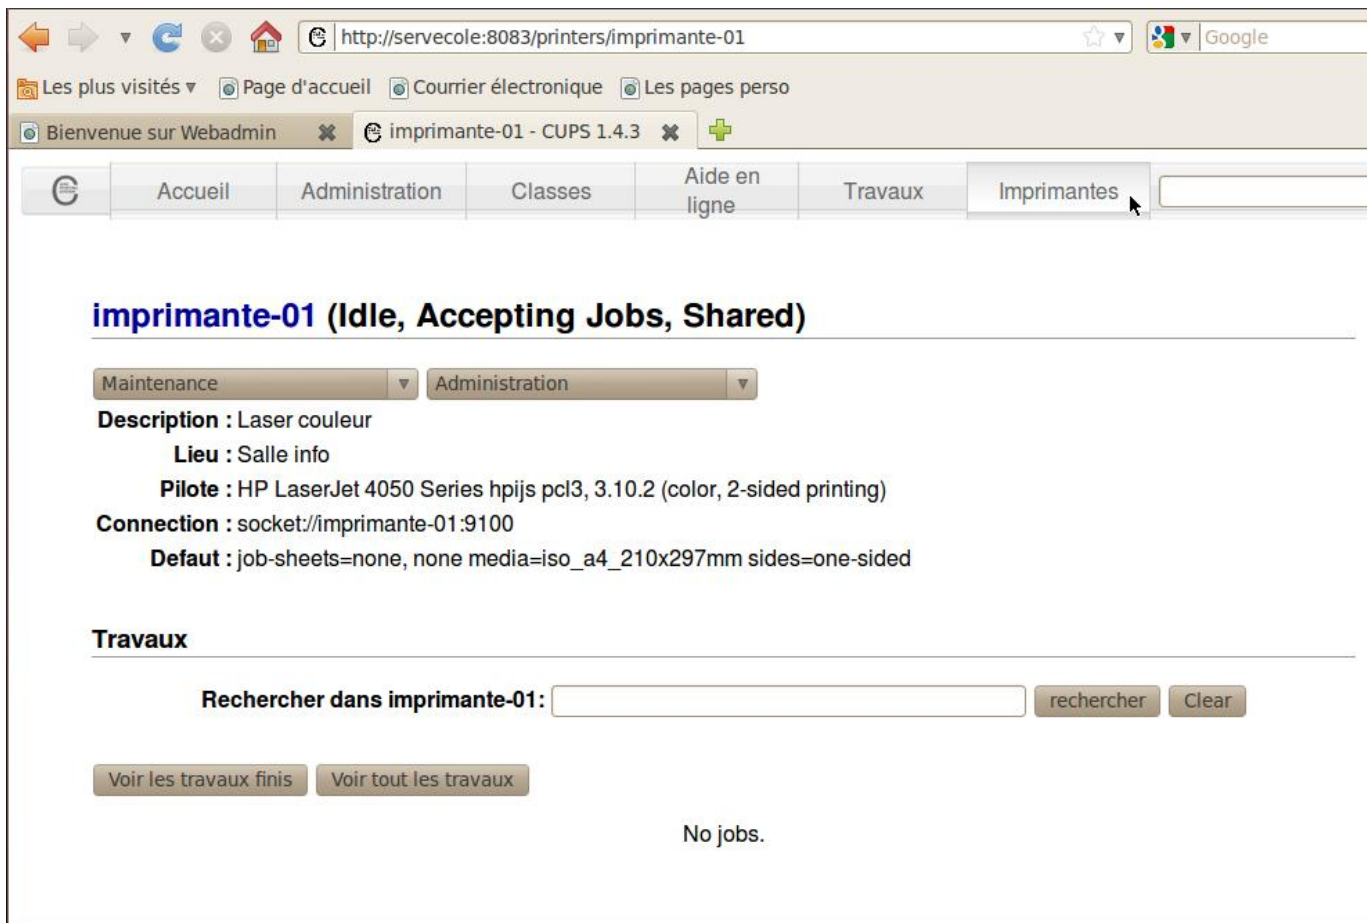 http://servecole:8083/printers/imprimante-01 Google
Les plus visités Page d'accueil Courrier électronique Les pages perso
Bienvenue sur Webadmin imprimante-01 - CUPS 1.4.3
Accueil Administration Classes Aide en ligne Travaux Imprimantes
imprimante-01 (Idle, Accepting Jobs, Shared)
Maintenance Administration
Description : Laser couleur
Lieu : Salle info
Pilote : HP LaserJet 4050 Series hpijs pcl3, 3.10.2 (color, 2-sided printing)
Connection : socket://imprimante-01:9100
Defaut : job-sheets=none, none media=iso_a4_210x297mm sides=one-sided
Travaux
Rechercher dans imprimante-01: rechercher Clear
Voir les travaux finis Voir tout les travaux
No jobs.